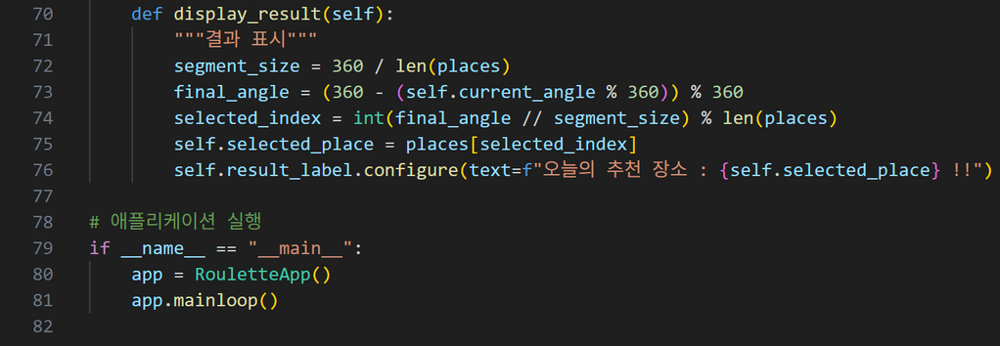 70 def display_result(self):
71 """결과 표시"""
72 segment_size = 360 / len(places)
73 final_angle = (360 - (self.current_angle % 360)) % 360
74 selected_index = int(final_angle // segment_size) % len(places)
75 self.selected_place = places[selected_index]
76 self.result_label.configure(text=f"오늘의 추천 장소 : {self.selected_place} !!")
77
78 # 애플리케이션 실행
79 if __name__ == "__main__":
80 app = RouletteApp()
81 app.mainloop()
82